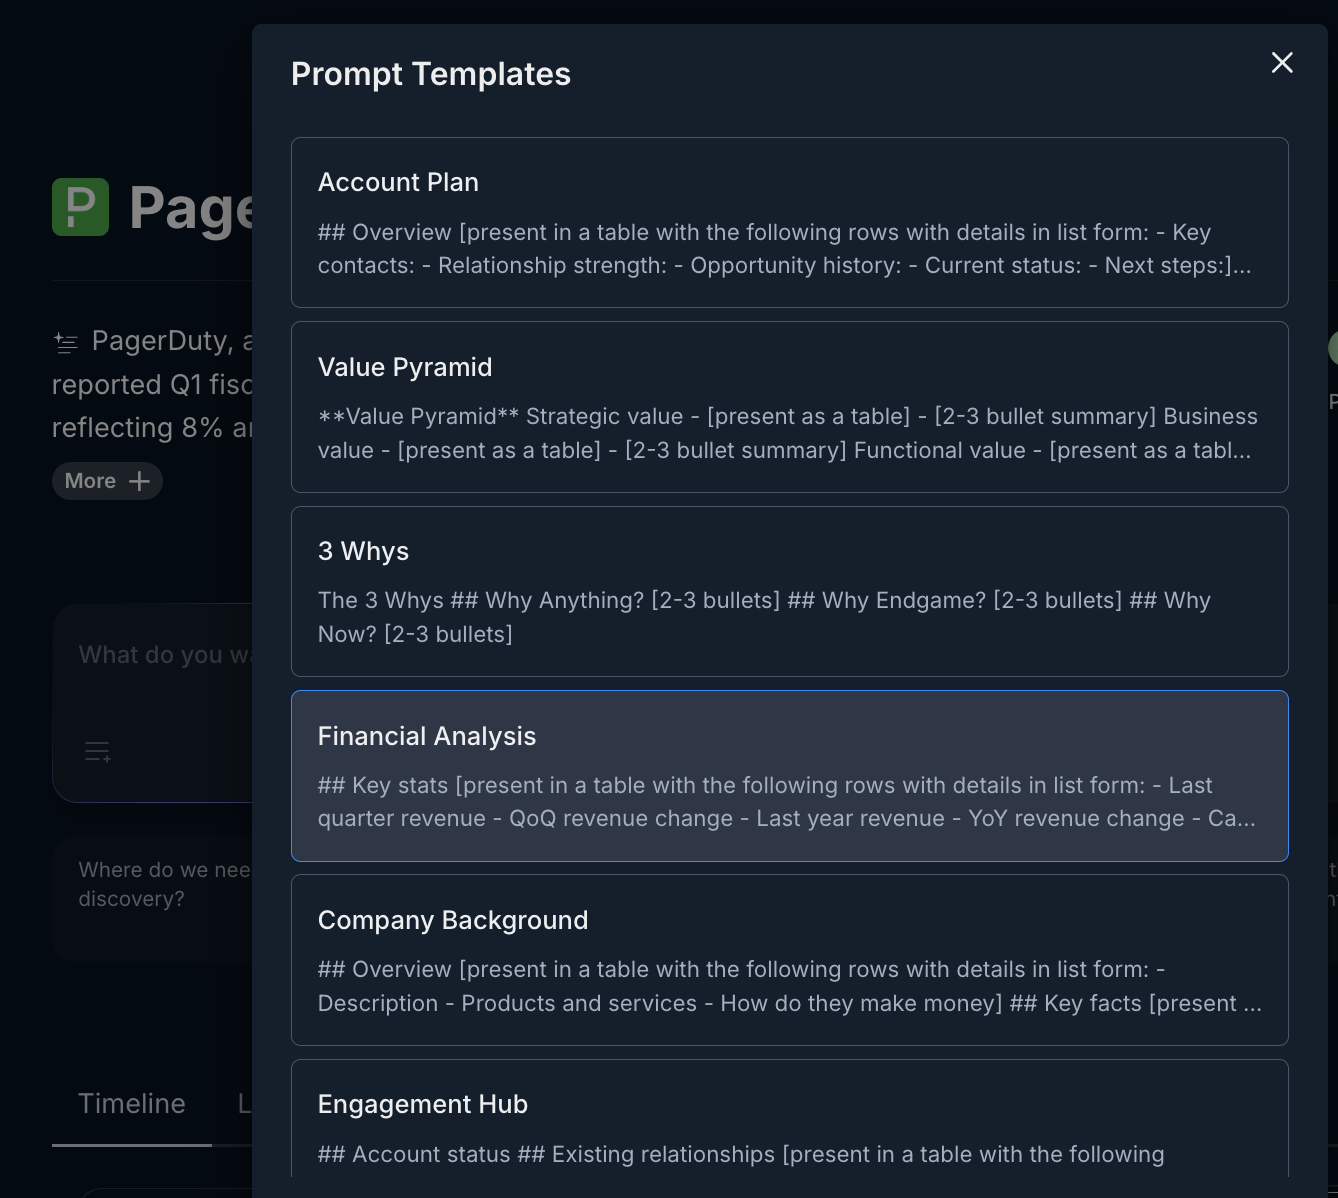 Prompt Templates
Account Plan
## Overview [present in a table with the following rows with details in list form: - Key
contacts: - Relationship strength: - Opportunity history: - Current status: - Next steps:]...
Value Pyramid
**Value Pyramid** Strategic value - [present as a table] - [2-3 bullet summary] Business
value - [present as a table] - [2-3 bullet summary] Functional value - [present as a tabl...
3 Whys
The 3 Whys ## Why Anything? [2-3 bullets] ## Why Endgame? [2-3 bullets] ## Why
Now? [2-3 bullets]
Financial Analysis
## Key stats [present in a table with the following rows with details in list form: - Last
quarter revenue - QoQ revenue change - Last year revenue - YoY revenue change - Ca...
Company Background
## Overview [present in a table with the following rows with details in list form: -
Description - Products and services - How do they make money] ## Key facts [present ...
Engagement Hub
## Account status ## Existing relationships [present in a table with the following
Page
PagerDuty, a
reported Q1 fisc
reflecting 8% a
More
What do you wa
Where do we nee
discovery?
Timeline
L